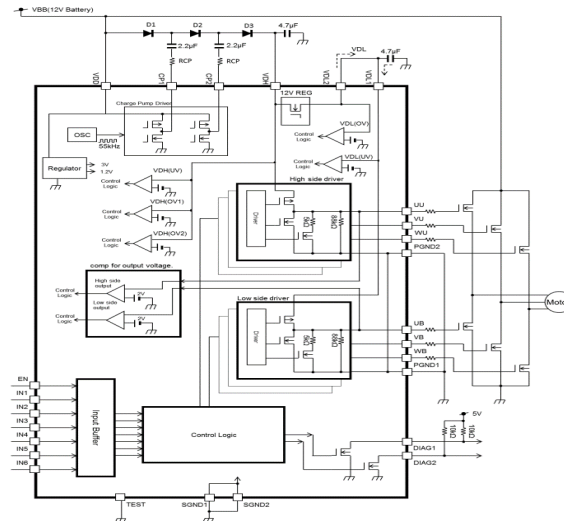 VBB(12V Battery)
D1
D2
D3
4.7μF
2.2μF
2.2μF
RCP
RCP
VDL
4.7μF
VDD
CP1
CP2
VDH
VDL2
VDL1
Charge Pump Driver
OSC
55kHz
Regulator
3V
1.2V
12V REG
Control Logic
VDL(OV)
Control Logic
VDL(UV)
Control Logic
VDH(UV)
Control Logic
VDH(OV1)
Control Logic
VDH(OV2)
High side driver
Driver
5kΩ
88kΩ
UU
VU
WU
PGND2
comp for output voltage.
High side output
Control Logic
2V
Low side output
Control Logic
2V
Low side driver
Driver
5kΩ
88kΩ
UB
VB
WB
PGND1
Moto
EN
IN1
IN2
IN3
IN4
IN5
IN6
Input Buffer
Control Logic
5V
10kΩ
10kΩ
DIAG1
DIAG2
TEST
SGND1
SGND2